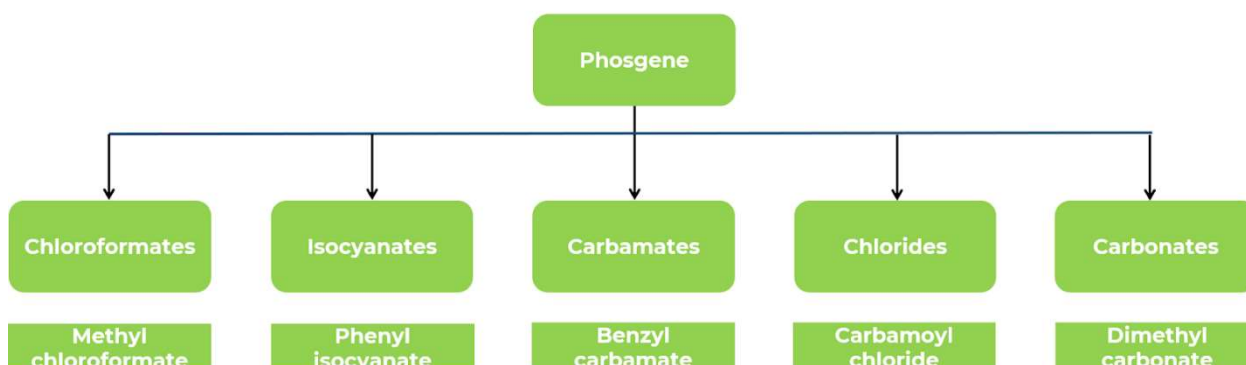 Phosgene
Chloroformates
Isocyanates
Carbamates
Chlorides
Carbonates
Methyl
chloroformate
Phenyl
isocyanate
Benzyl
carbamate
Carbamoyl
chloride
Dimethyl
carbonate